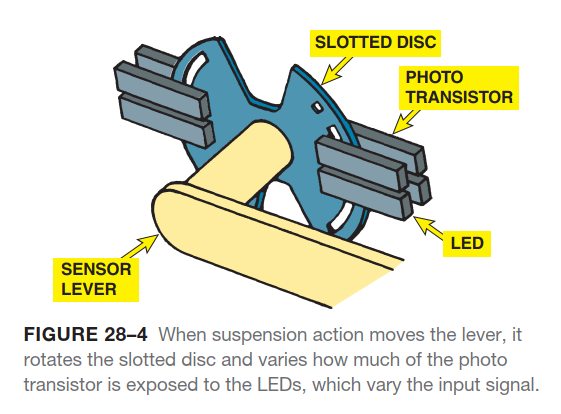 SLOTTED DISC
PHOTO
TRANSISTOR
LED
SENSOR
LEVER
FIGURE 28–4 When suspension action moves the lever, it
rotates the slotted disc and varies how much of the photo
transistor is exposed to the LEDs, which vary the input signal.